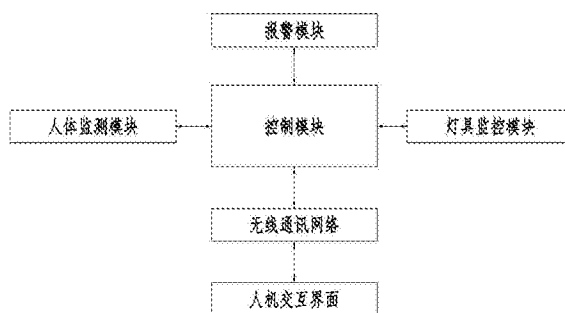 报警模块
人体监测模块
控制模块
灯具监控模块
无线通讯网络
人机交互界面